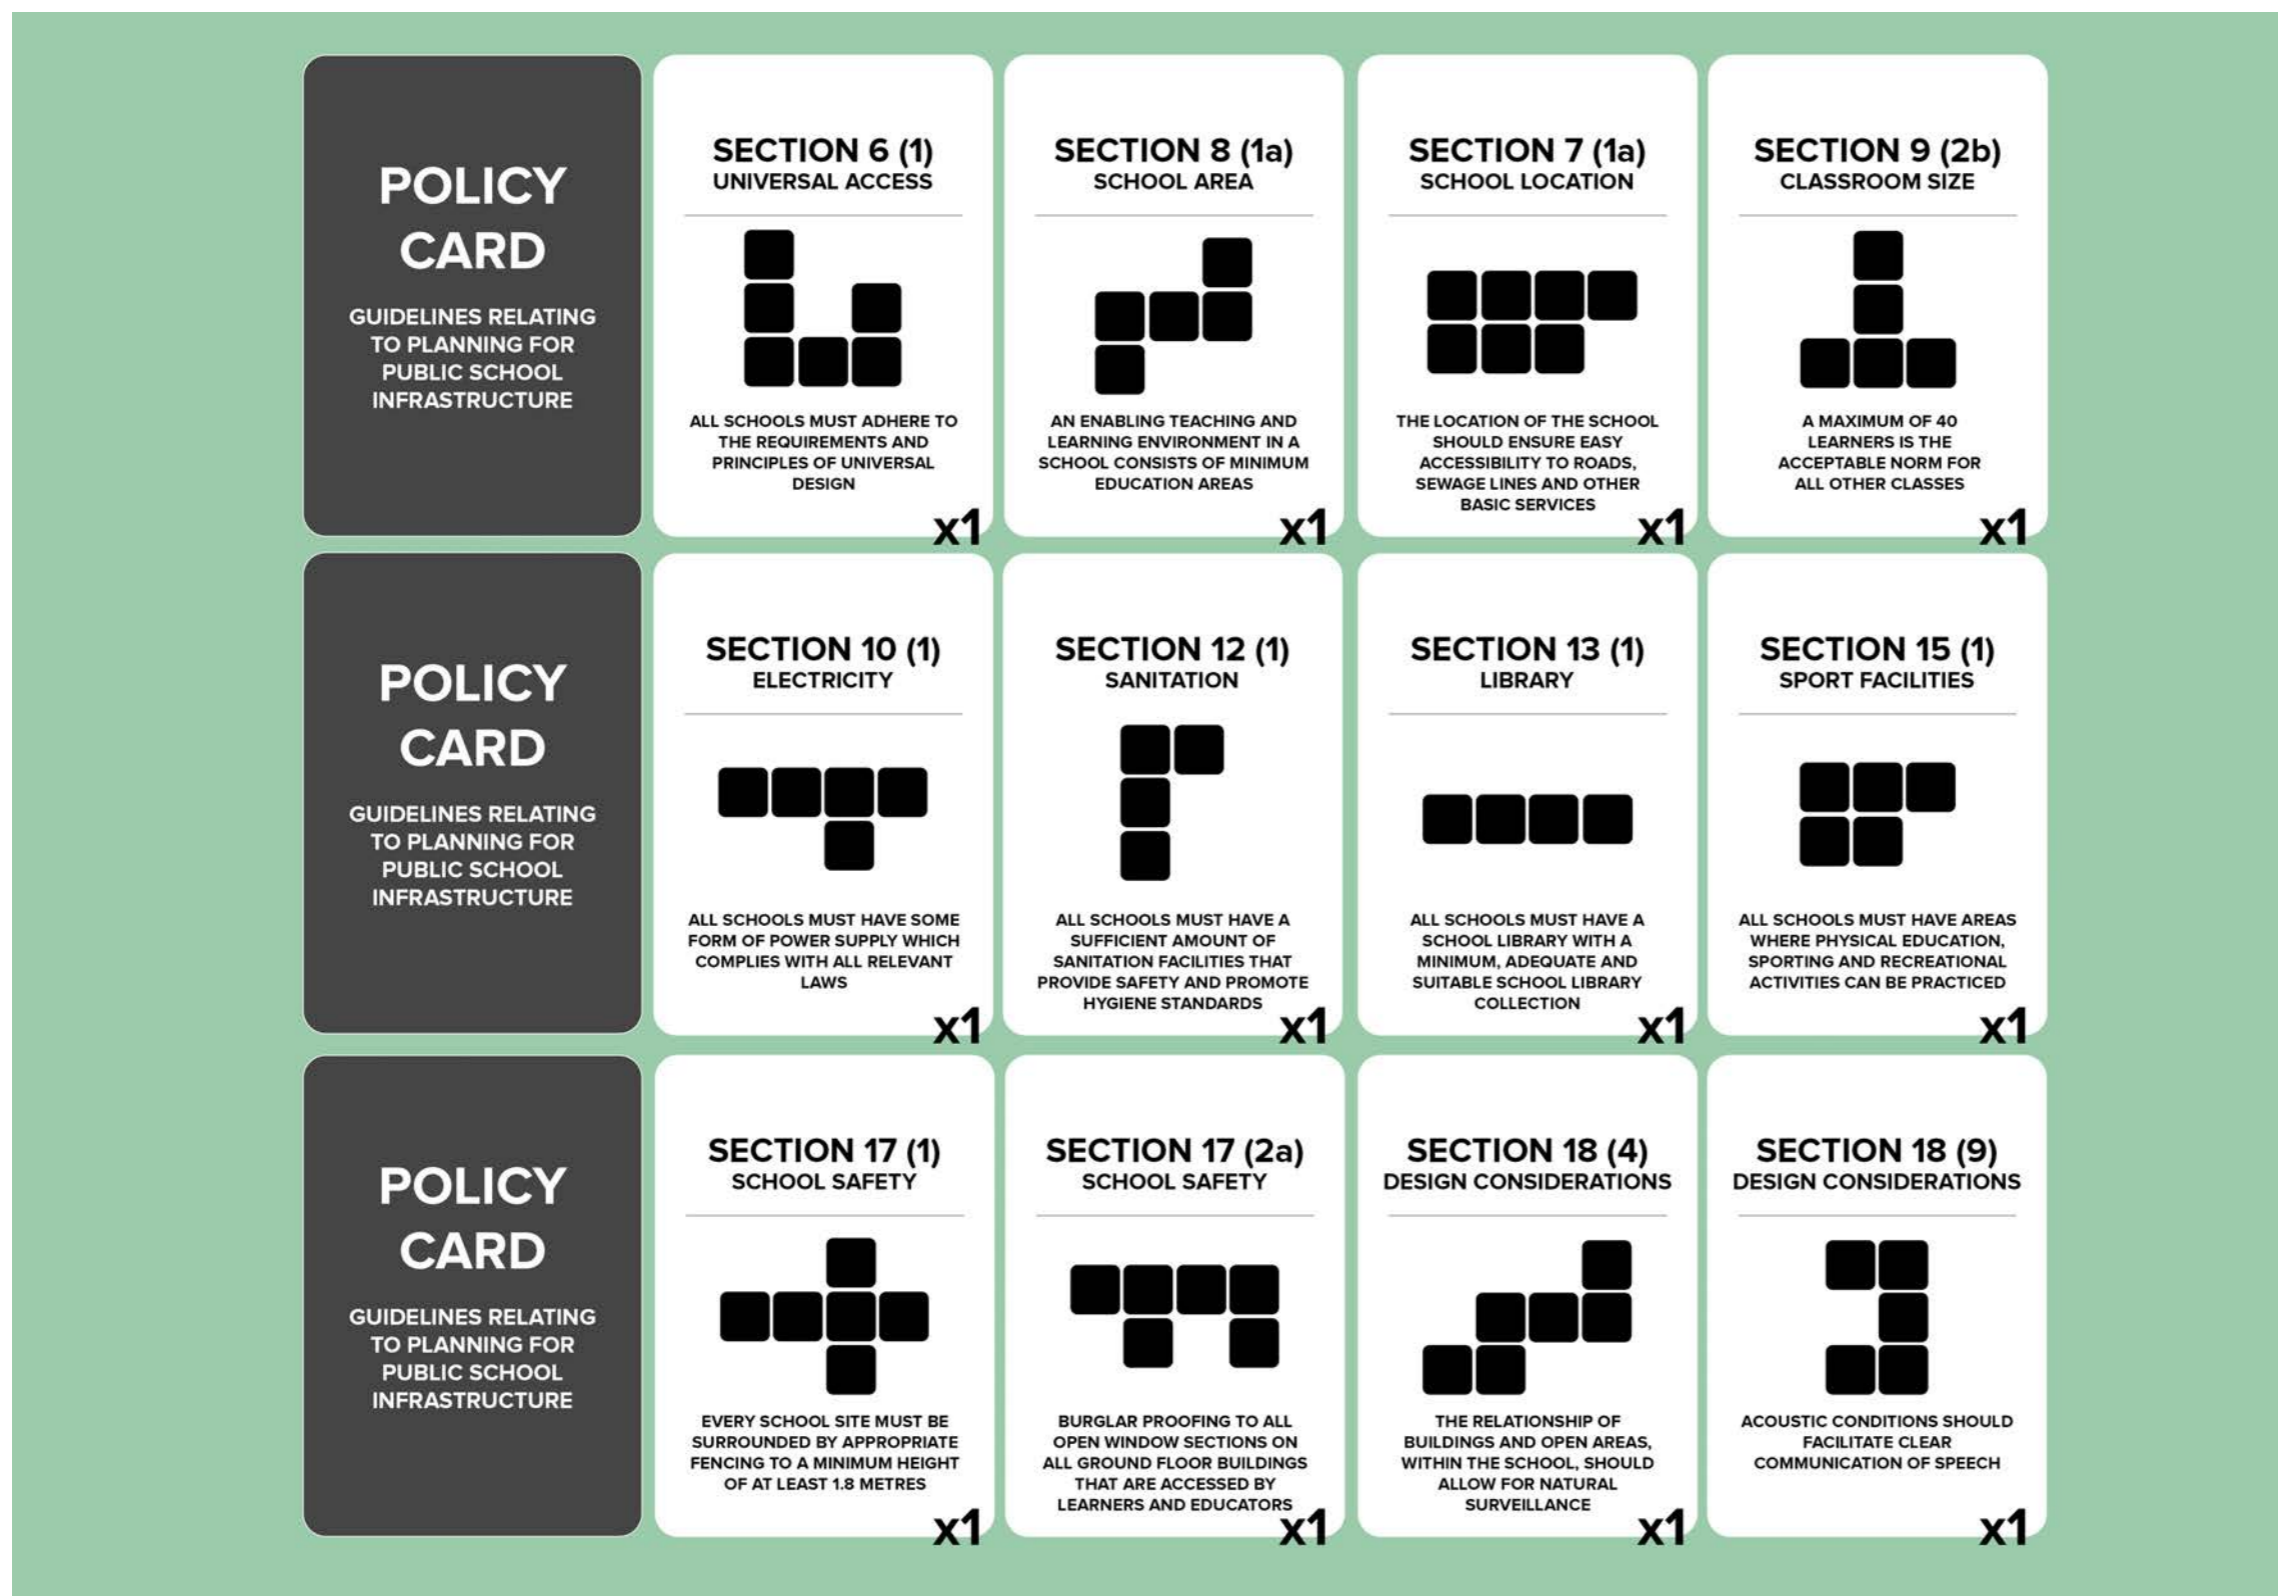 POLICY
CARD
GUIDELINES RELATING
TO PLANNING FOR
PUBLIC SCHOOL
INFRASTRUCTURE
SECTION 6 (1)
UNIVERSAL ACCESS
ALL SCHOOLS MUST ADHERE TO
THE REQUIREMENTS AND
PRINCIPLES OF UNIVERSAL
DESIGN
x1
SECTION 8 (1a)
SCHOOL AREA
AN ENABLING TEACHING AND
LEARNING ENVIRONMENT IN A
SCHOOL CONSISTS OF MINIMUM
EDUCATION AREAS
x1
SECTION 7 (1a)
SCHOOL LOCATION
THE LOCATION OF THE SCHOOL
SHOULD ENSURE EASY
ACCESSIBILITY TO ROADS,
SEWAGE LINES AND OTHER
BASIC SERVICES
x1
SECTION 9 (2b)
CLASSROOM SIZE
A MAXIMUM OF 40
LEARNERS IS THE
ACCEPTABLE NORM FOR
ALL OTHER CLASSES
x1
POLICY
CARD
GUIDELINES RELATING
TO PLANNING FOR
PUBLIC SCHOOL
INFRASTRUCTURE
SECTION 10 (1)
ELECTRICITY
ALL SCHOOLS MUST HAVE SOME
FORM OF POWER SUPPLY WHICH
COMPLIES WITH ALL RELEVANT
LAWS
x1
SECTION 12 (1)
SANITATION
ALL SCHOOLS MUST HAVE A
SUFFICIENT AMOUNT OF
SANITATION FACILITIES THAT
PROVIDE SAFETY AND PROMOTE
HYGIENE STANDARDS
x1
SECTION 13 (1)
LIBRARY
ALL SCHOOLS MUST HAVE A
SCHOOL LIBRARY WITH A
MINIMUM, ADEQUATE AND
SUITABLE SCHOOL LIBRARY
COLLECTION
x1
SECTION 15 (1)
SPORT FACILITIES
ALL SCHOOLS MUST HAVE AREAS
WHERE PHYSICAL EDUCATION,
SPORTING AND RECREATIONAL
ACTIVITIES CAN BE PRACTICED
x1
POLICY
CARD
GUIDELINES RELATING
TO PLANNING FOR
PUBLIC SCHOOL
INFRASTRUCTURE
SECTION 17 (1)
SCHOOL SAFETY
EVERY SCHOOL SITE MUST BE
SURROUNDED BY APPROPRIATE
FENCING TO A MINIMUM HEIGHT
OF AT LEAST 1.8 METRES
x1
SECTION 17 (2a)
SCHOOL SAFETY
BURGLAR PROOFING TO ALL
OPEN WINDOW SECTIONS ON
ALL GROUND FLOOR BUILDINGS
THAT ARE ACCESSED BY
LEARNERS AND EDUCATORS
x1
SECTION 18 (4)
DESIGN CONSIDERATIONS
THE RELATIONSHIP OF
BUILDINGS AND OPEN AREAS,
WITHIN THE SCHOOL, SHOULD
ALLOW FOR NATURAL
SURVEILLANCE
x1
SECTION 18 (9)
DESIGN CONSIDERATIONS
ACOUSTIC CONDITIONS SHOULD
FACILITATE CLEAR
COMMUNICATION OF SPEECH
x1